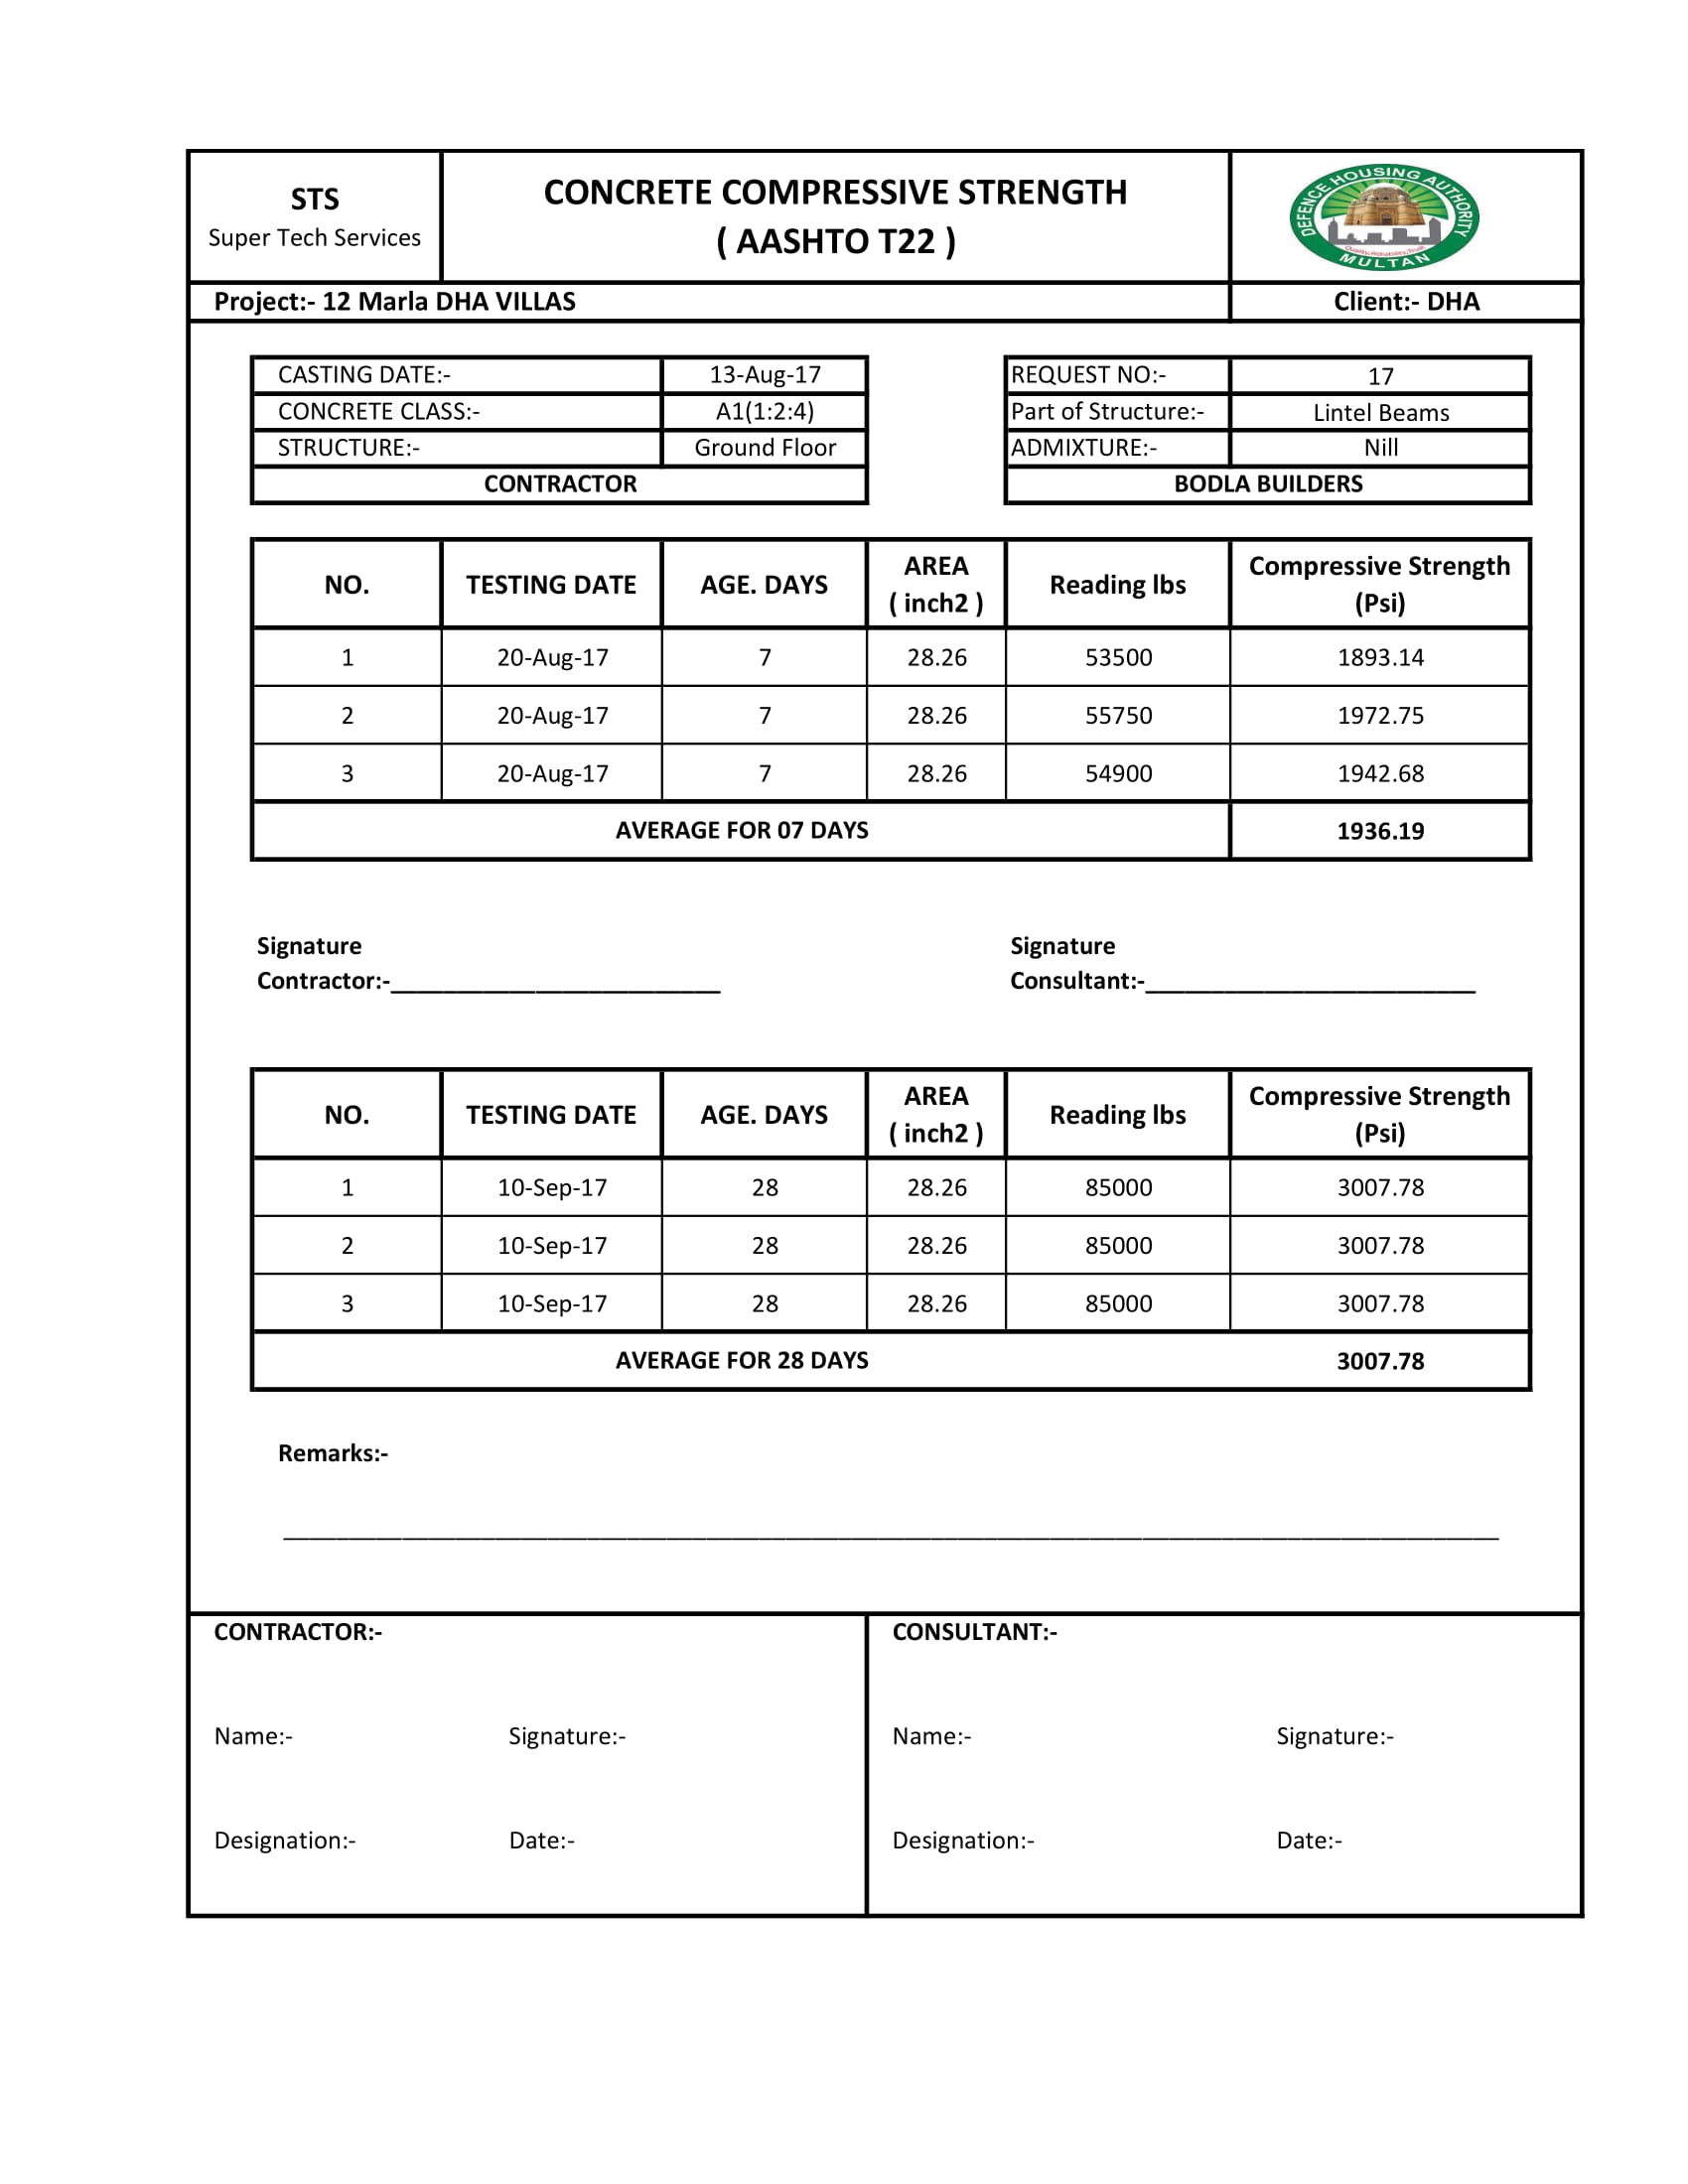 STS
Super Tech Services
CONCRETE COMPRESSIVE STRENGTH
( AASHTO T22 )
DEFENCE HOUSING AUTHORITY
MULTAN
Project:- 12 Marla DHA VILLAS Client:- DHA
CASTING DATE:- 13-Aug-17 REQUEST NO:- 17
CONCRETE CLASS:- A1(1:2:4) Part of Structure:- Lintel Beams
STRUCTURE:- Ground Floor ADMIXTURE:- Nill
CONTRACTOR BODLA BUILDERS
NO. TESTING DATE AGE. DAYS AREA ( inch2 ) Reading lbs Compressive Strength (Psi)
1 20-Aug-17 7 28.26 53500 1893.14
2 20-Aug-17 7 28.26 55750 1972.75
3 20-Aug-17 7 28.26 54900 1942.68
AVERAGE FOR 07 DAYS 1936.19
Signature Signature
Contractor:-_________________________ Consultant:-_________________________
NO. TESTING DATE AGE. DAYS AREA ( inch2 ) Reading lbs Compressive Strength (Psi)
1 10-Sep-17 28 28.26 85000 3007.78
2 10-Sep-17 28 28.26 85000 3007.78
3 10-Sep-17 28 28.26 85000 3007.78
AVERAGE FOR 28 DAYS 3007.78
Remarks:-
CONTRACTOR:- CONSULTANT:-
Name:- Signature:- Name:- Signature:-
Designation:- Date:- Designation:- Date:-